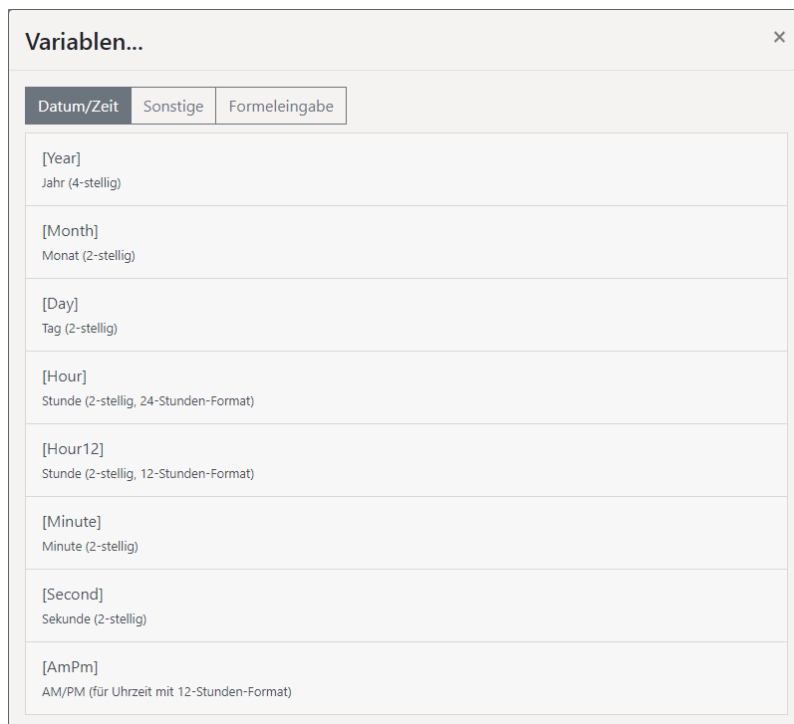 Variablen...
×
Datum/Zeit Sonstige Formeleingabe
[Year]
Jahr (4-stellig)
[Month]
Monat (2-stellig)
[Day]
Tag (2-stellig)
[Hour]
Stunde (2-stellig, 24-Stunden-Format)
[Hour12]
Stunde (2-stellig, 12-Stunden-Format)
[Minute]
Minute (2-stellig)
[Second]
Sekunde (2-stellig)
[AmPm]
AM/PM (für Uhrzeit mit 12-Stunden-Format)